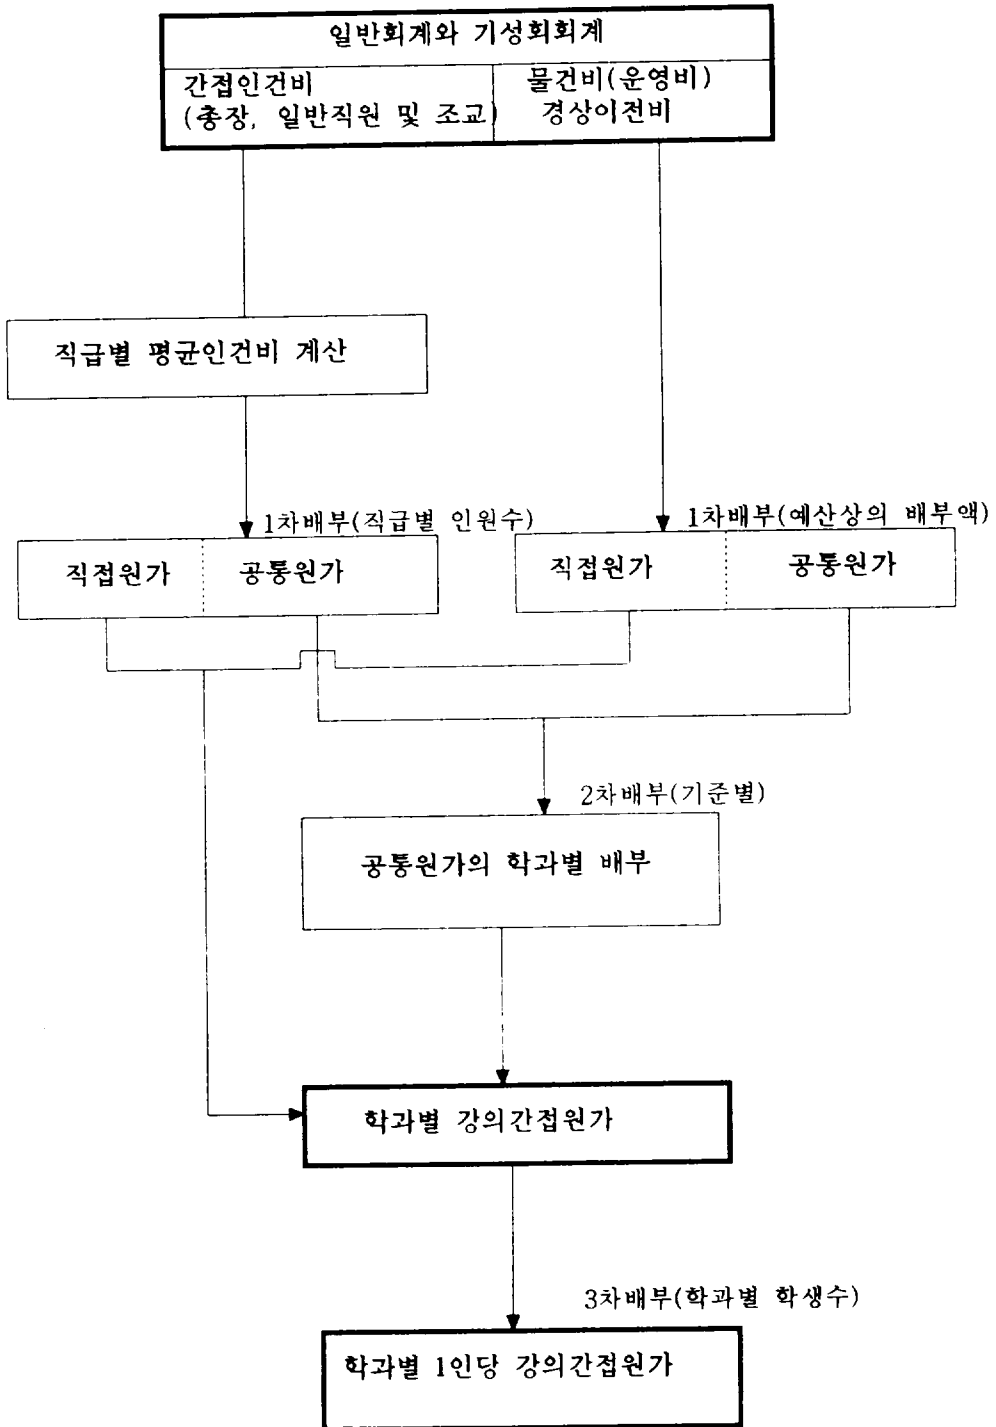 일반회계와 기성회회계
간접인건비
(총장, 일반직원 및 조교)
물건비(운영비)
경상이전비
직급별 평균인건비 계산
1차배부(직급별 인원수)
1차배부(예산상의 배부액)
직접원가
공통원가
직접원가
공통원가
2차배부(기준별)
공통원가의 학과별 배부
학과별 강의간접원가
3차배부(학과별 학생수)
학과별 1인당 강의간접원가